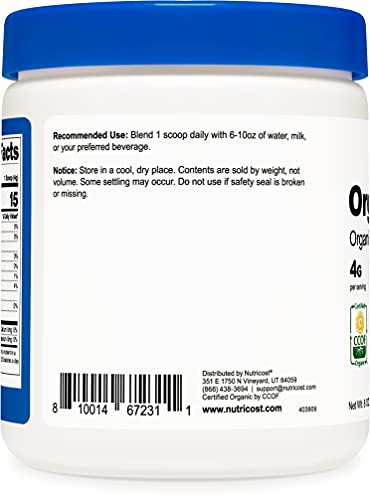 Facts
15
Recommended Use: Blend 1 scoop daily with 6-10oz of water, milk,
or your preferred beverage.
Notice: Store in a cool, dry place. Contents are sold by weight, not
volume. Some settling may occur. Do not use if safety seal is broken
or missing.
Distributed by Nutricost®
351 E 1750 N Vineyard, UT 84059
(866) 438-3694 | support@nutricost.com
Certified Organic by CCOF
www.nutricost.com
403909
8 10014 67231 1
Org
Organi
4G
per serving
Certified
CCOF
Organic
Net Wt.